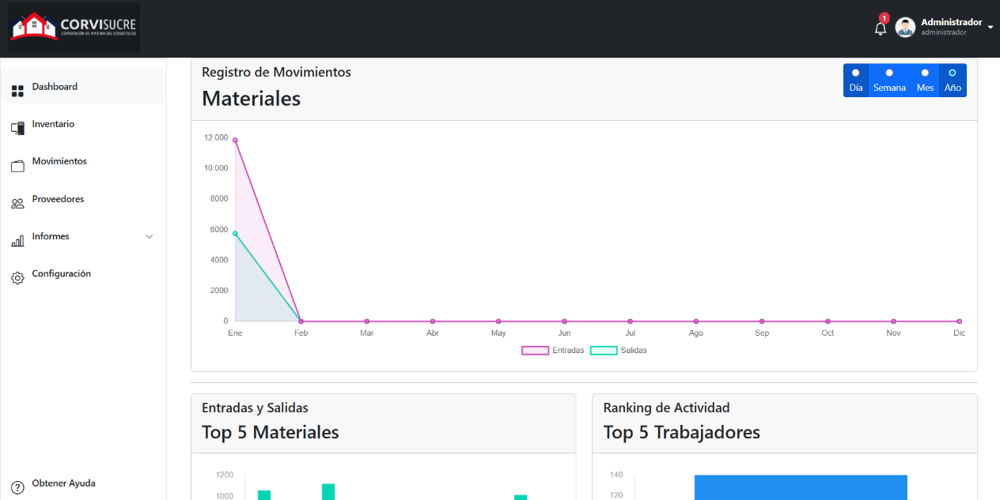 CORVISUCRE
CORPORACIÓN DE VIVIENDA DEL ESTADO SUCRE
1
Administrador
administrador
Dashboard
Inventario
Movimientos
Proveedores
Informes
Configuración
Obtener Ayuda
Registro de Movimientos
Materiales
Día Semana Mes Año
12.000
10.000
8000
6000
4000
2000
0
Ene Feb Mar Abr May Jun Jul Ago Sep Oct Nov Dic
Entradas Salidas
Entradas y Salidas
Top 5 Materiales
1200
1000
Ranking de Actividad
Top 5 Trabajadores
140
120